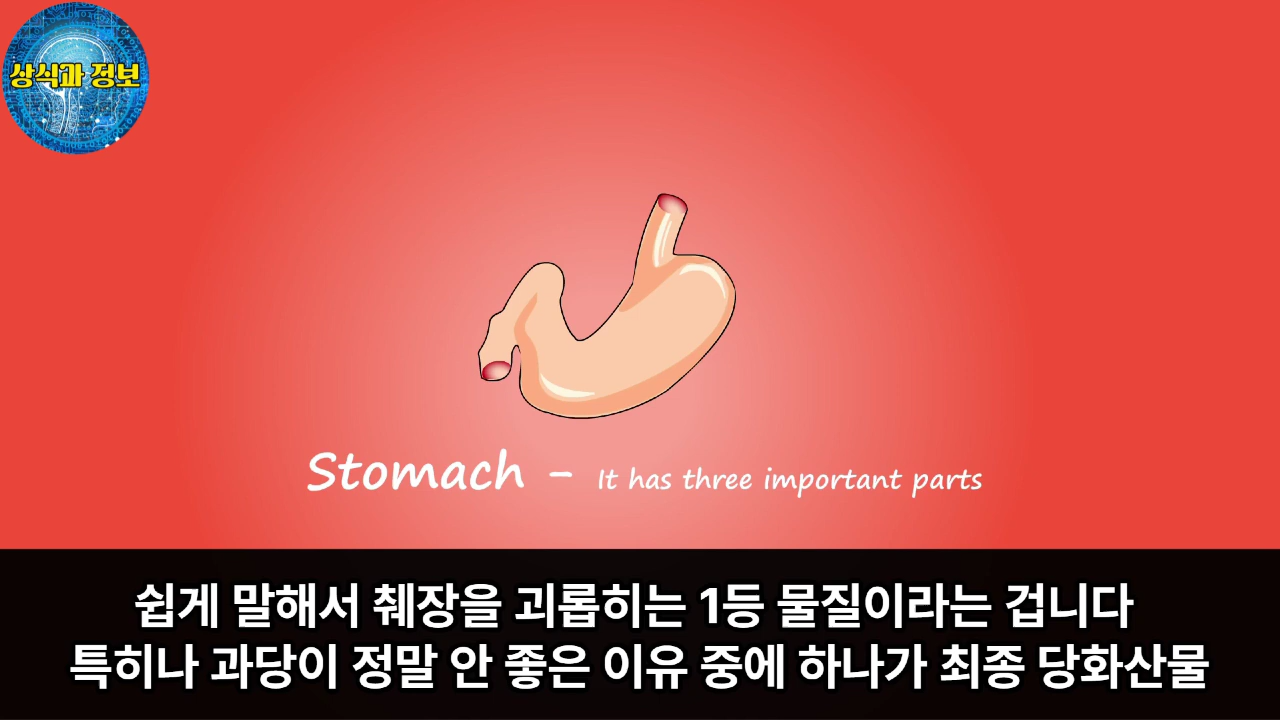 상식과 정보
Stomach - It has three important parts
쉽게 말해서 췌장을 괴롭히는 1등 물질이라는 겁니다
특히나 과당이 정말 안 좋은 이유 중에 하나가 최종 당화산물